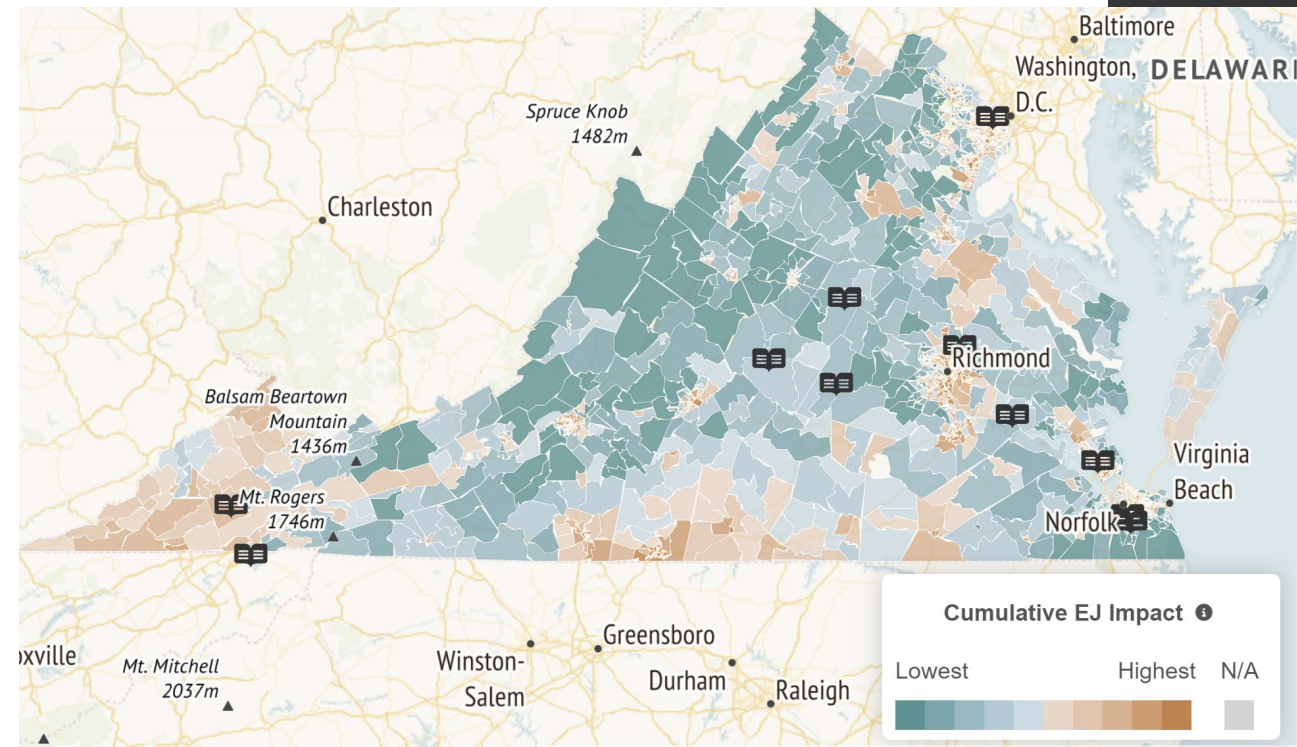 Baltimore
Washington,
D.C.
DELAWARE
Spruce Knob
1482m
Charleston
Richmond
Balsam Beartown
Mountain
1436m
Mt. Rogers
1746m
Virginia
Beach
Norfolk
Greensboro
Winston-
Salem
Durham
Raleigh
oxville
Mt. Mitchell
2037m
Cumulative EJ Impact
Lowest
Highest
N/A